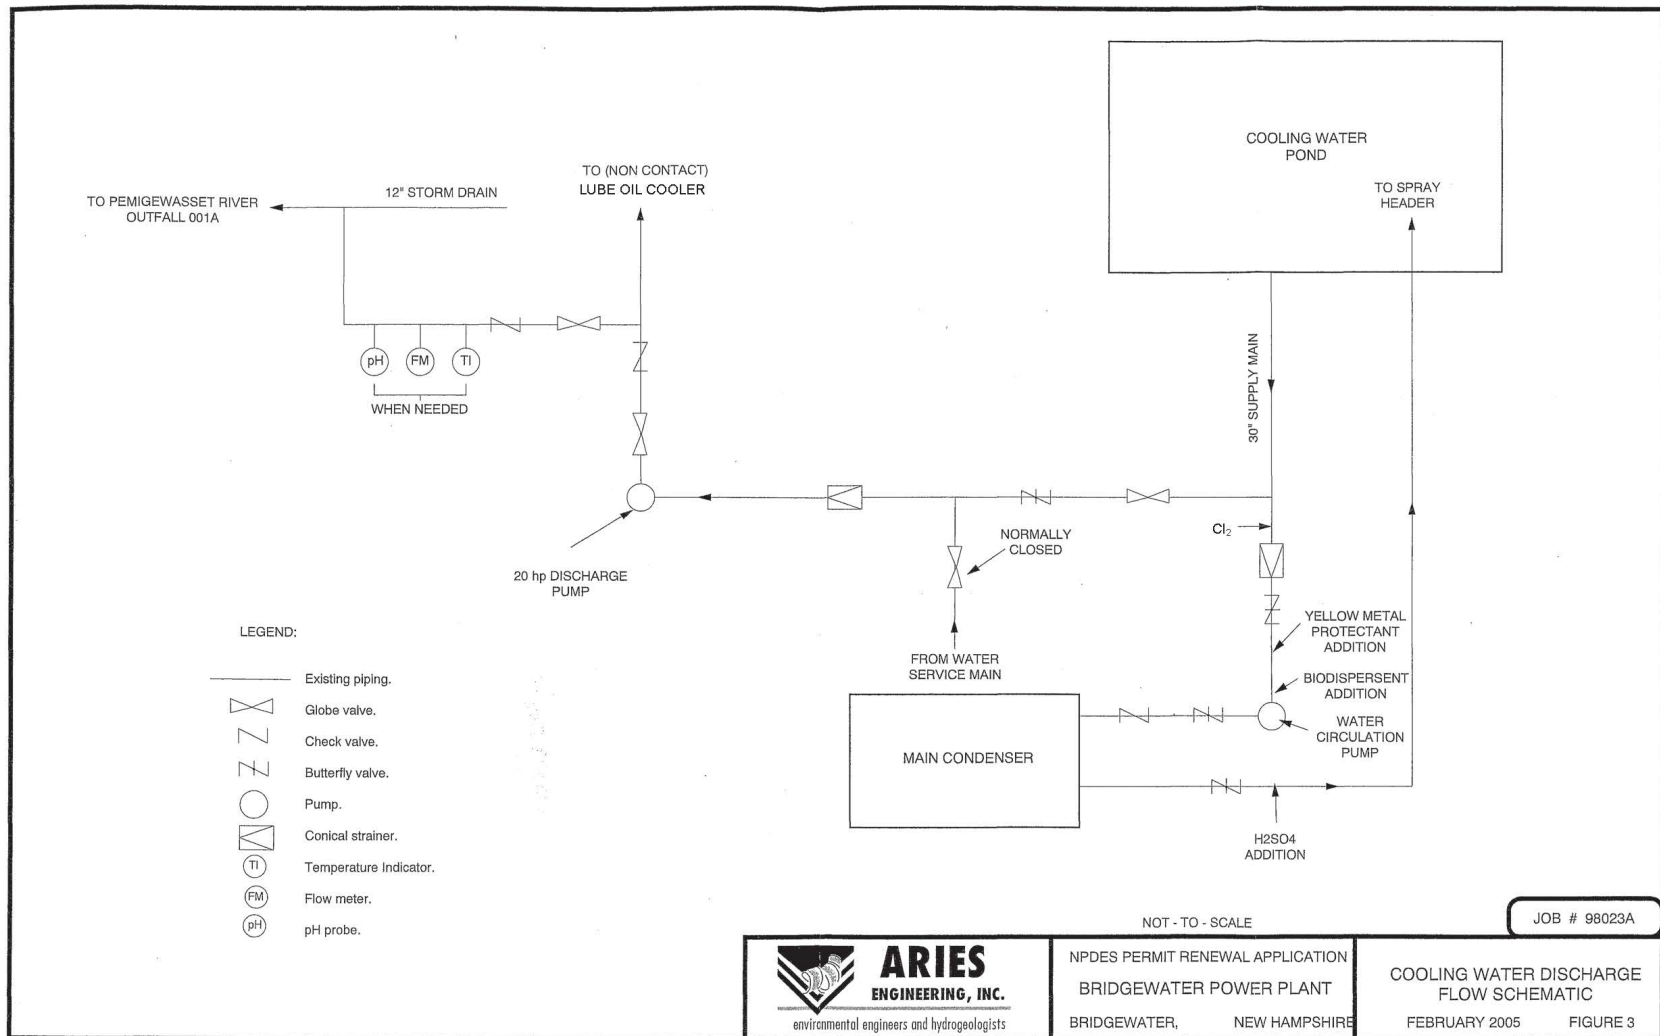 COOLING WATER
POND
TO SPRAY
HEADER
TO (NON CONTACT)
LUBE OIL COOLER
12" STORM DRAIN
TO PEMIGEWASSET RIVER
OUTFALL 001A
pH
FM
TI
WHEN NEEDED
30" SUPPLY MAIN
Cl₂
NORMALLY
CLOSED
20 hp DISCHARGE
PUMP
FROM WATER
SERVICE MAIN
YELLOW METAL
PROTECTANT
ADDITION
BIODISPERSENT
ADDITION
WATER
CIRCULATION
PUMP
MAIN CONDENSER
H2SO4
ADDITION
LEGEND:
Existing piping.
Globe valve.
Check valve.
Butterfly valve.
Pump.
Conical strainer.
TI Temperature Indicator.
FM Flow meter.
pH pH probe.
NOT - TO - SCALE
JOB # 98023A
ARIES
ENGINEERING, INC.
environmental engineers and hydrogeologists
NPDES PERMIT RENEWAL APPLICATION
BRIDGEWATER POWER PLANT
BRIDGEWATER, NEW HAMPSHIRE
COOLING WATER DISCHARGE
FLOW SCHEMATIC
FEBRUARY 2005 FIGURE 3